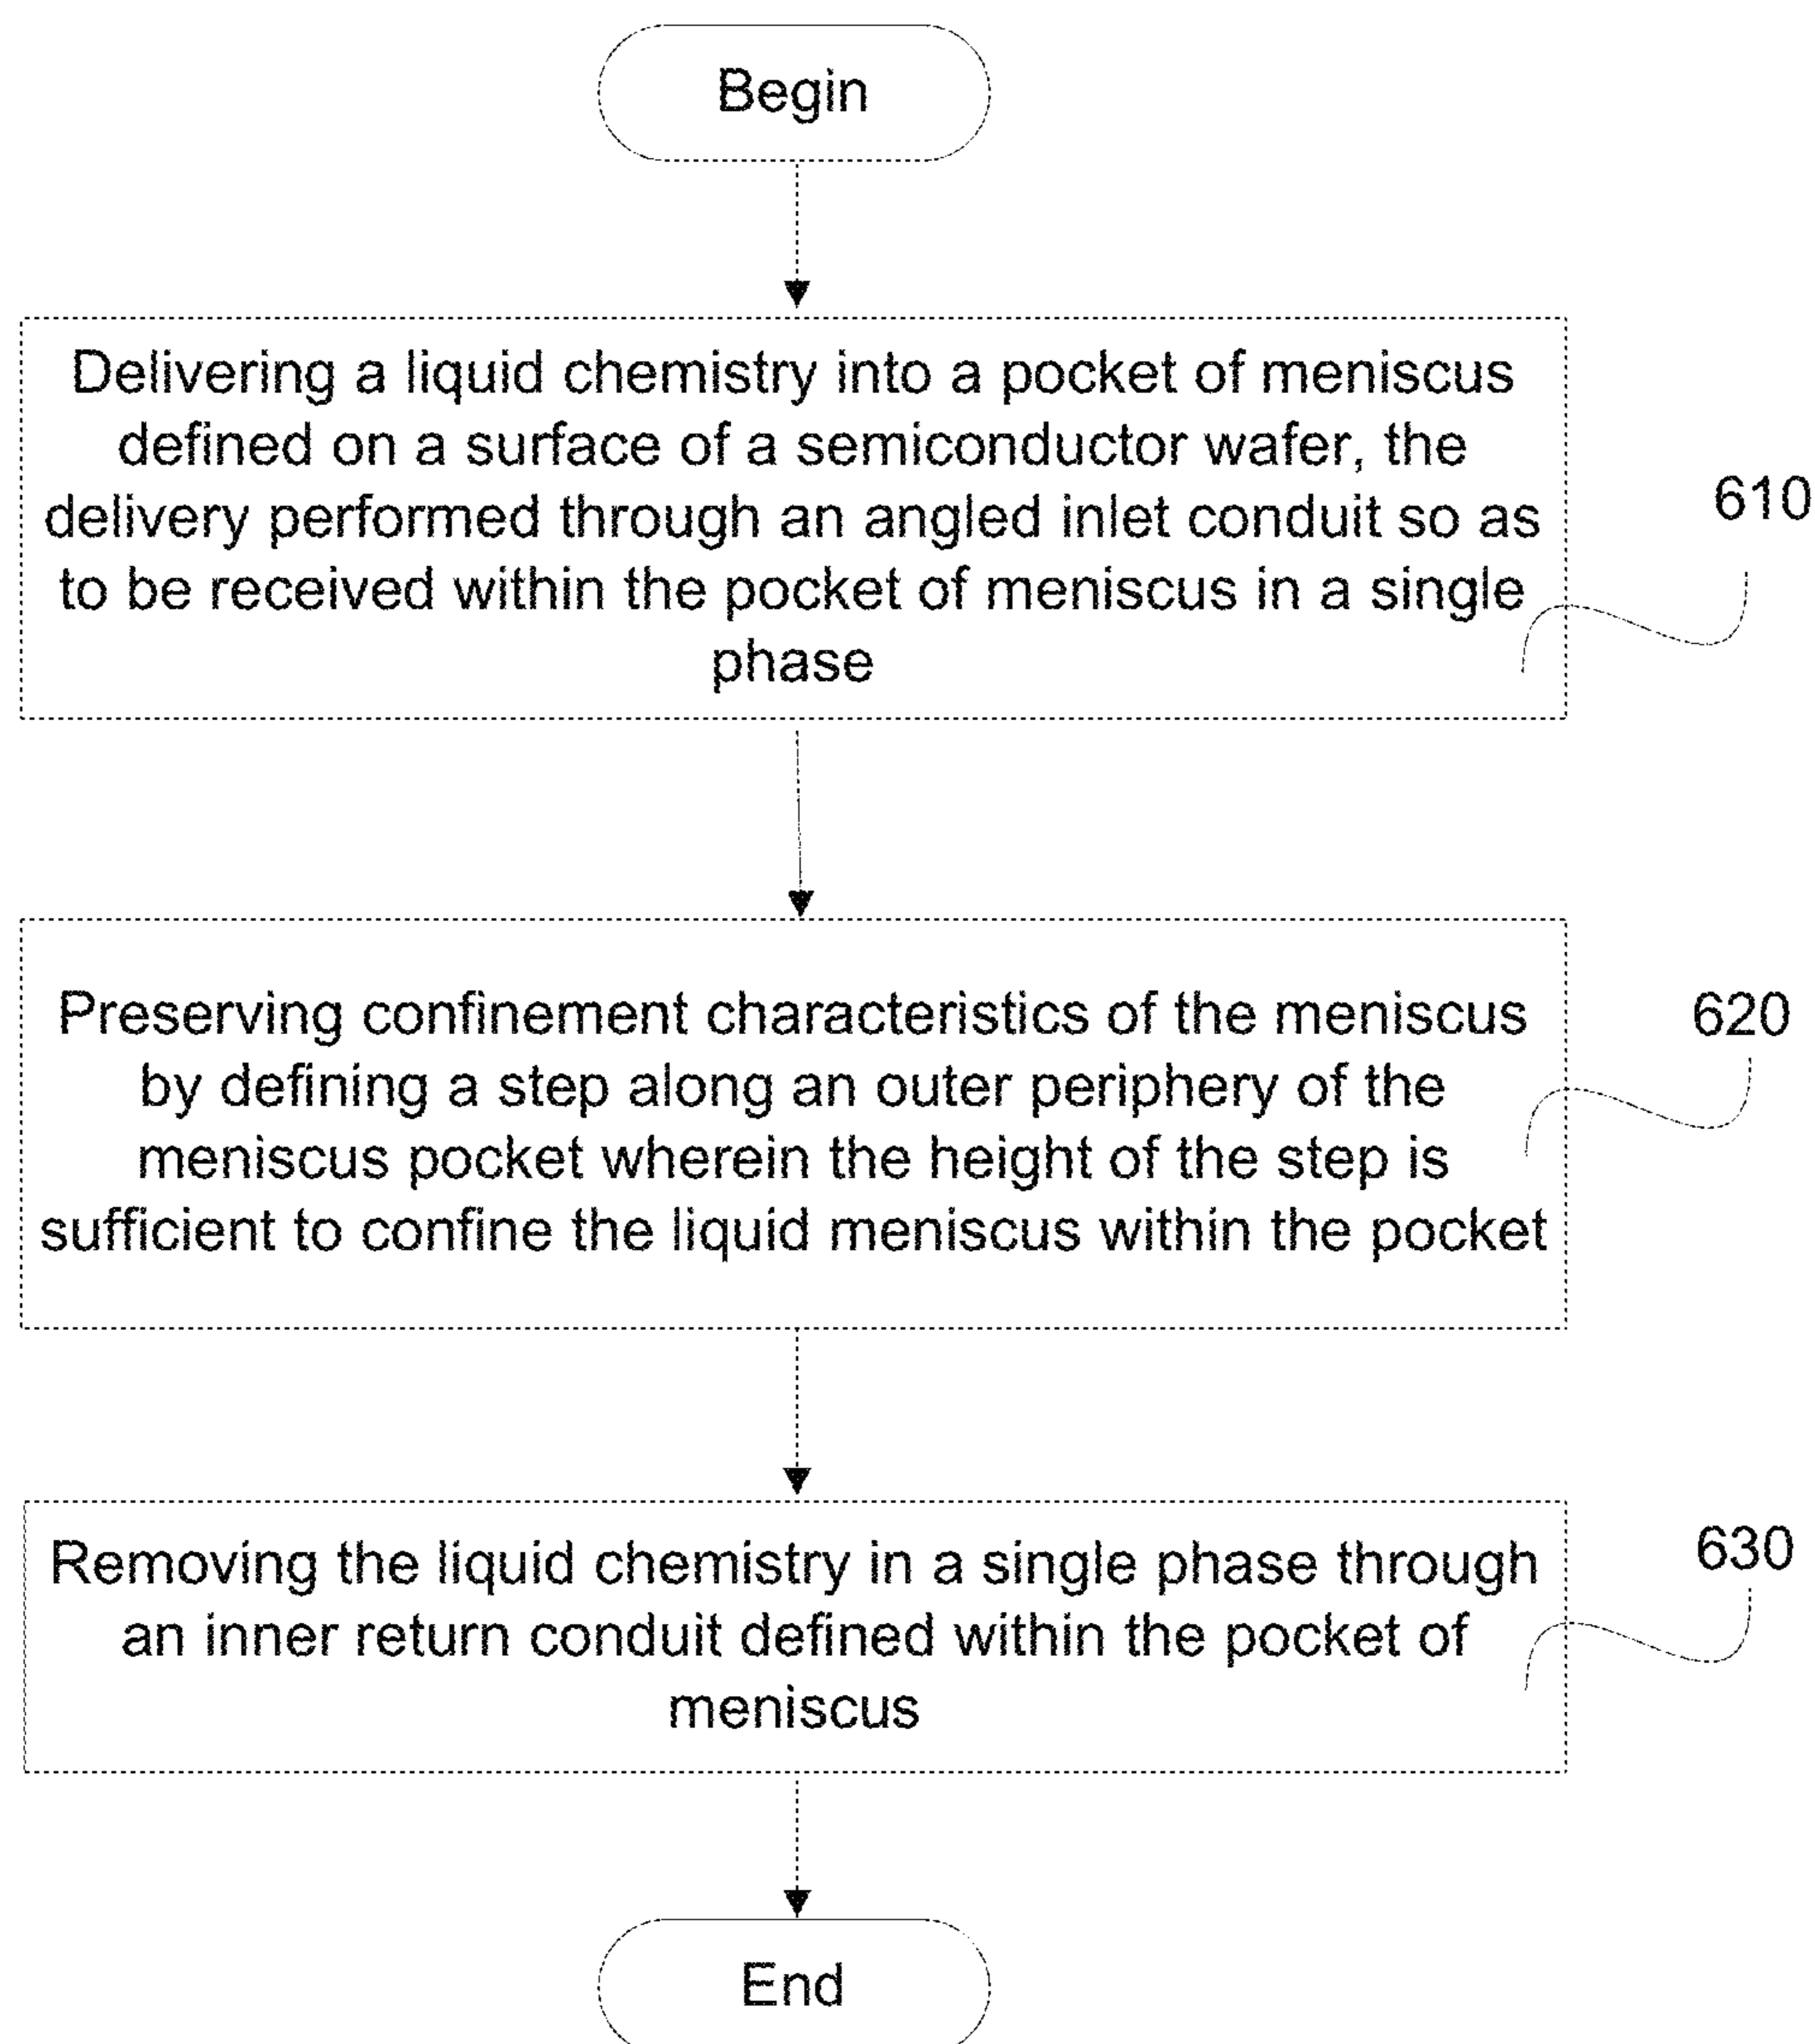 Begin
Delivering a liquid chemistry into a pocket of meniscus
defined on a surface of a semiconductor wafer, the
delivery performed through an angled inlet conduit so as
to be received within the pocket of meniscus in a single
phase
610
Preserving confinement characteristics of the meniscus
by defining a step along an outer periphery of the
meniscus pocket wherein the height of the step is
sufficient to confine the liquid meniscus within the pocket
620
Removing the liquid chemistry in a single phase through
an inner return conduit defined within the pocket of
meniscus
630
End